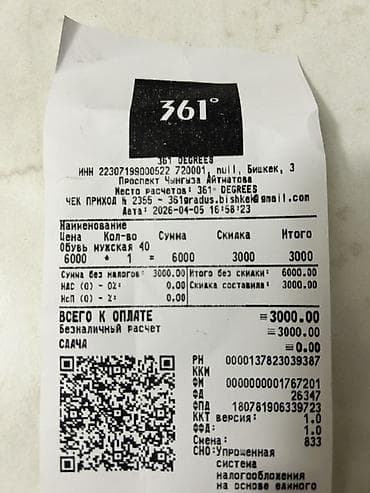 361°
361 DEGREES
ИНН 22307199000522 720001, null, Бишкек, 3
Проспект Чынгыза Айтматова
Место расчетов: 361° DEGREES
ЧЕК ПРИХОД № 2355 - 361gradus.bishkek@gmail.com
Дата: 2026-04-05 16:58:23
Наименование
Цена Кол-во Сумма Скидка Итого
Обувь мужская 40
6000 * 1 = 6000 3000 3000
Сумма без налогов: 3000.00 Итого без скидки: 6000.00
НДС (0) - 0%: 0.00 Скидка составила: 3000.00
НсП (0) - %: 0.00
ВСЕГО К ОПЛАТЕ =3000.00
Безналичный расчет =3000.00
СДАЧА =0.00
РН 0000137823039387
ККМ
ФМ 0000000001767201
ФД 26347
ФПД 180781906339723
ККТ версия: 1.0
ФФД: 1.0
Смена: 833
СНО: Упрощенная
система
налогообложения
на основе единого